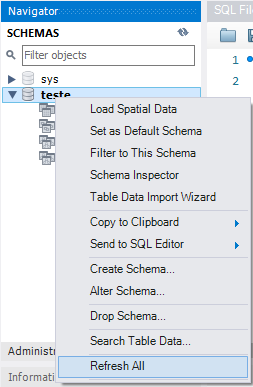 Navigator
SQL File
SCHEMAS
Filter objects
1
sys
2
teste
Load Spatial Data
Set as Default Schema
Filter to This Schema
Schema Inspector
Table Data Import Wizard
Copy to Clipboard
Send to SQL Editor
Create Schema...
Alter Schema...
Drop Schema...
Search Table Data...
Administr
Refresh All
Information